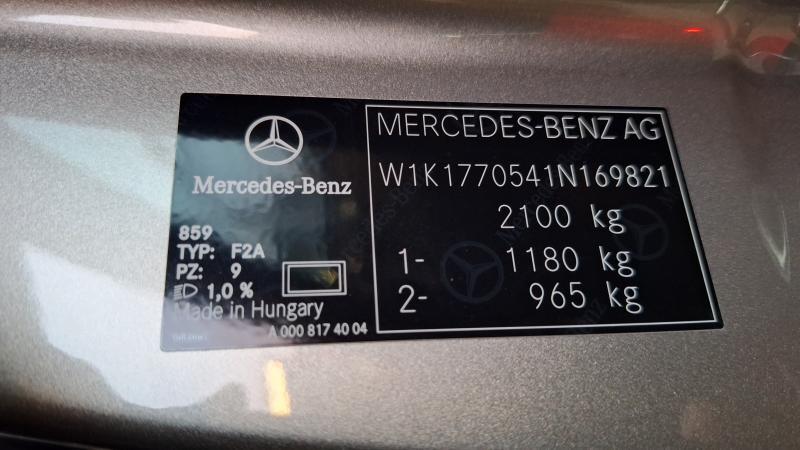 Mercedes-Benz
859
TYP: F2A
PZ: 9
1,0 %
Made in Hungary
A 000 817 40 04
MERCEDES-BENZ AG
W1K1770541N169821
2100 kg
1- 1180 kg
2- 965 kg